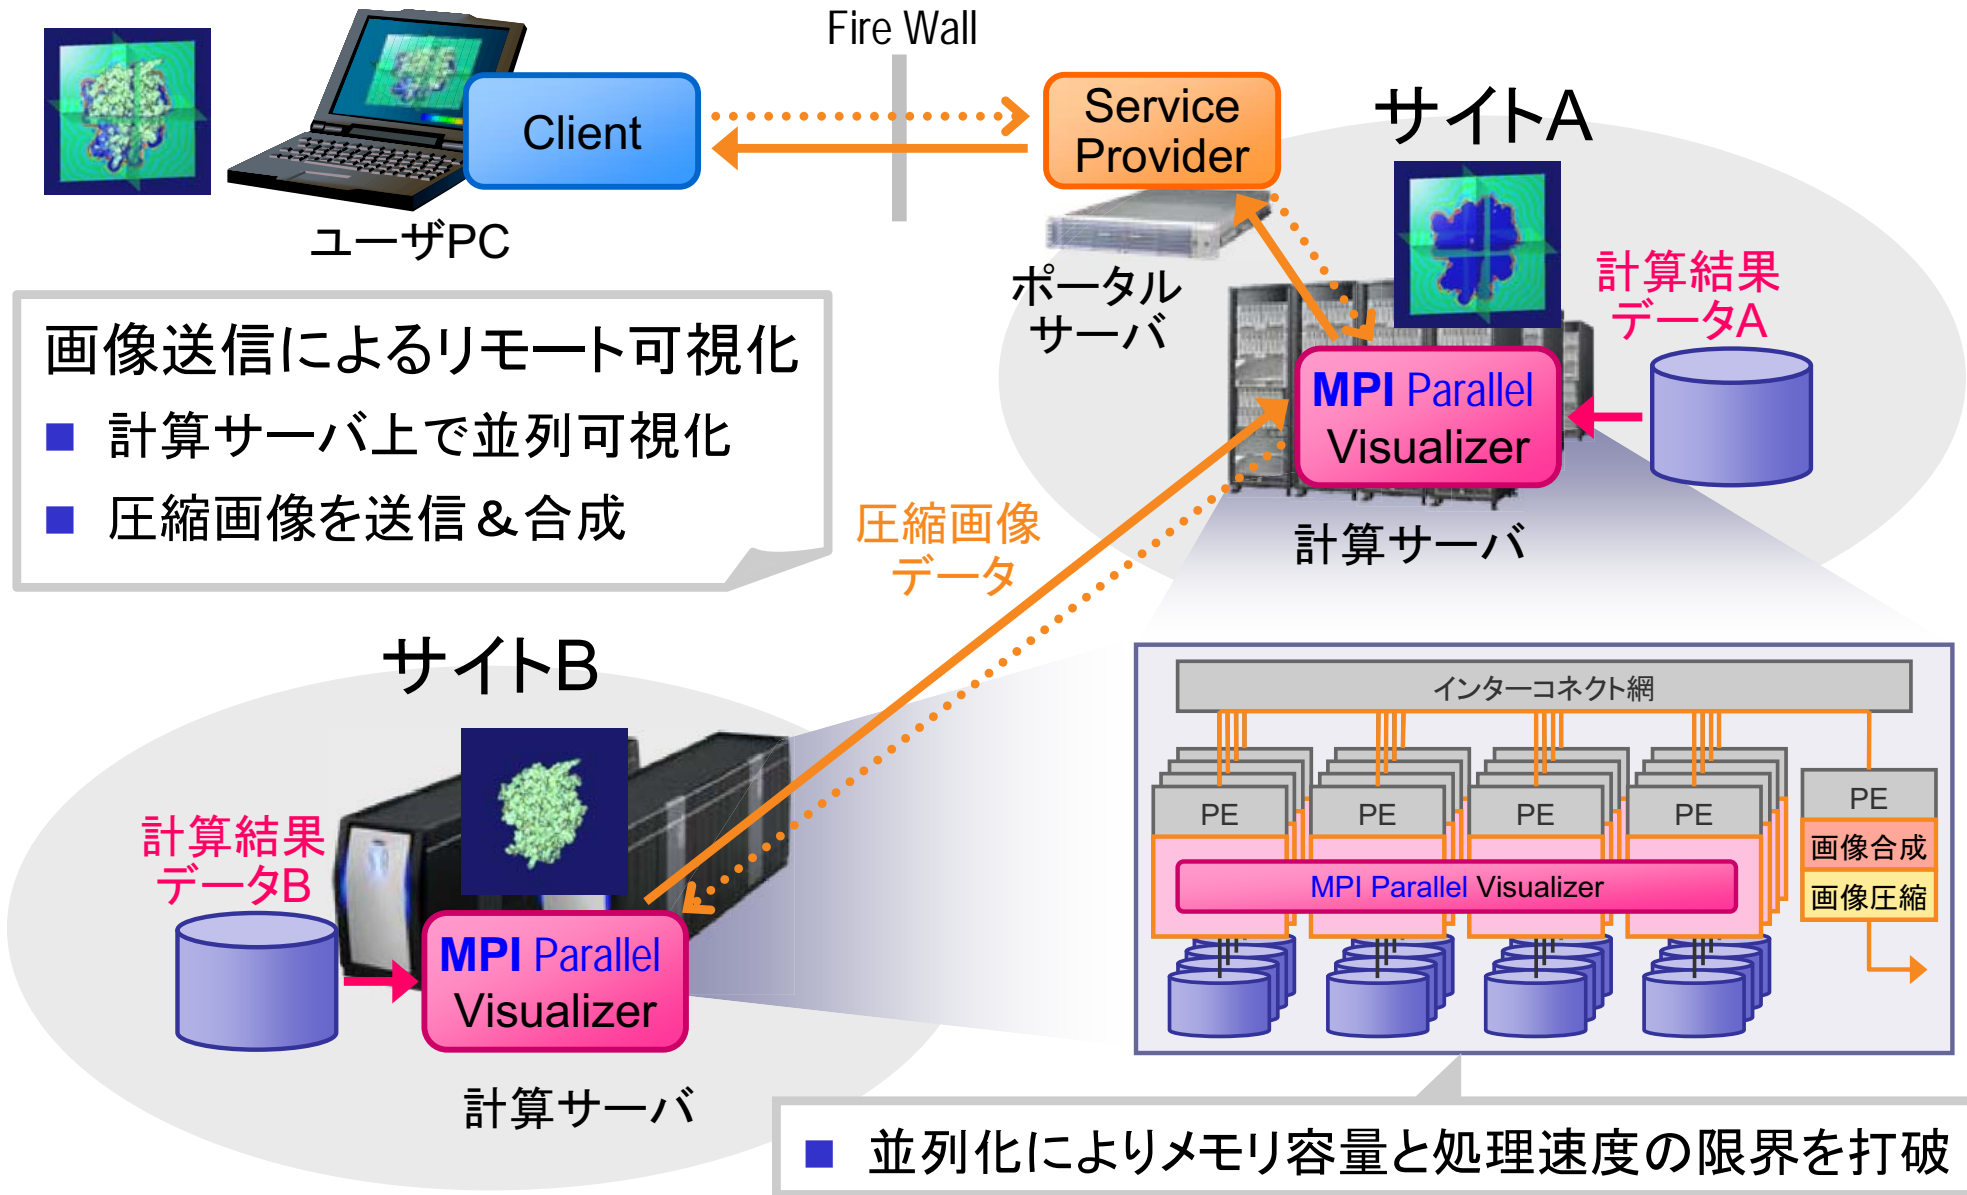 Fire Wall
Client
Service
Provider
サイトA
ユーザPC
ポータル
サーバ
計算結果
データA
画像送信によるリモート可視化
■ 計算サーバ上で並列可視化
■ 圧縮画像を送信＆合成
MPI Parallel
Visualizer
計算サーバ
圧縮画像
データ
サイトB
計算結果
データB
MPI Parallel
Visualizer
計算サーバ
インターコネクト網
PE
PE
PE
PE
PE
画像合成
画像圧縮
MPI Parallel Visualizer
■ 並列化によりメモリ容量と処理速度の限界を打破